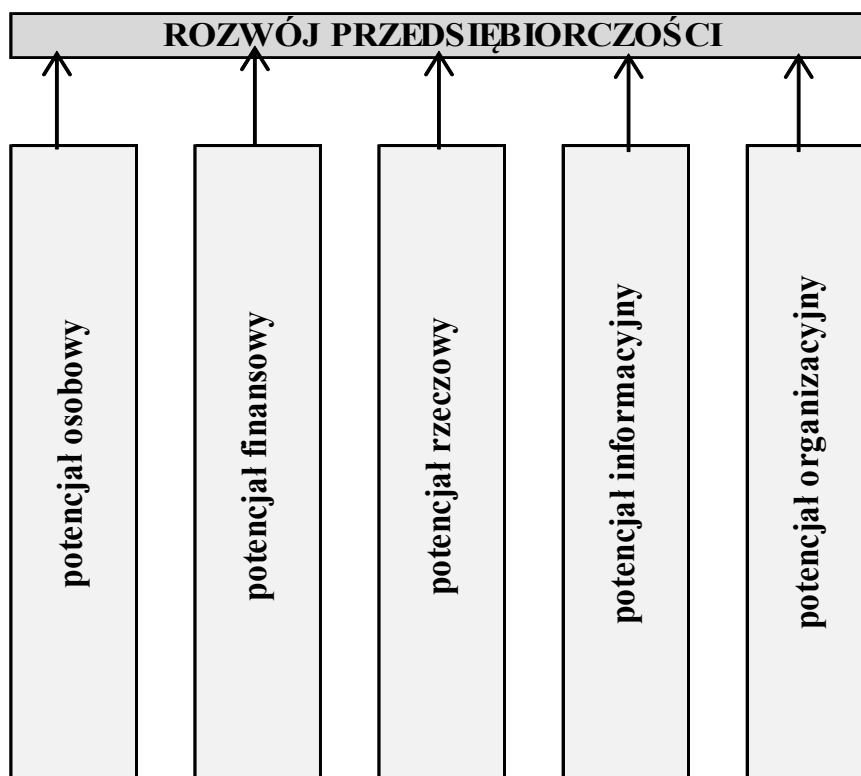 ROZWÓJ PRZEDSIĘBIORCZOŚCI
potencjał osobowy
potencjał finansowy
potencjał rzeczowy
potencjał informacyjny
potencjał organizacyjny